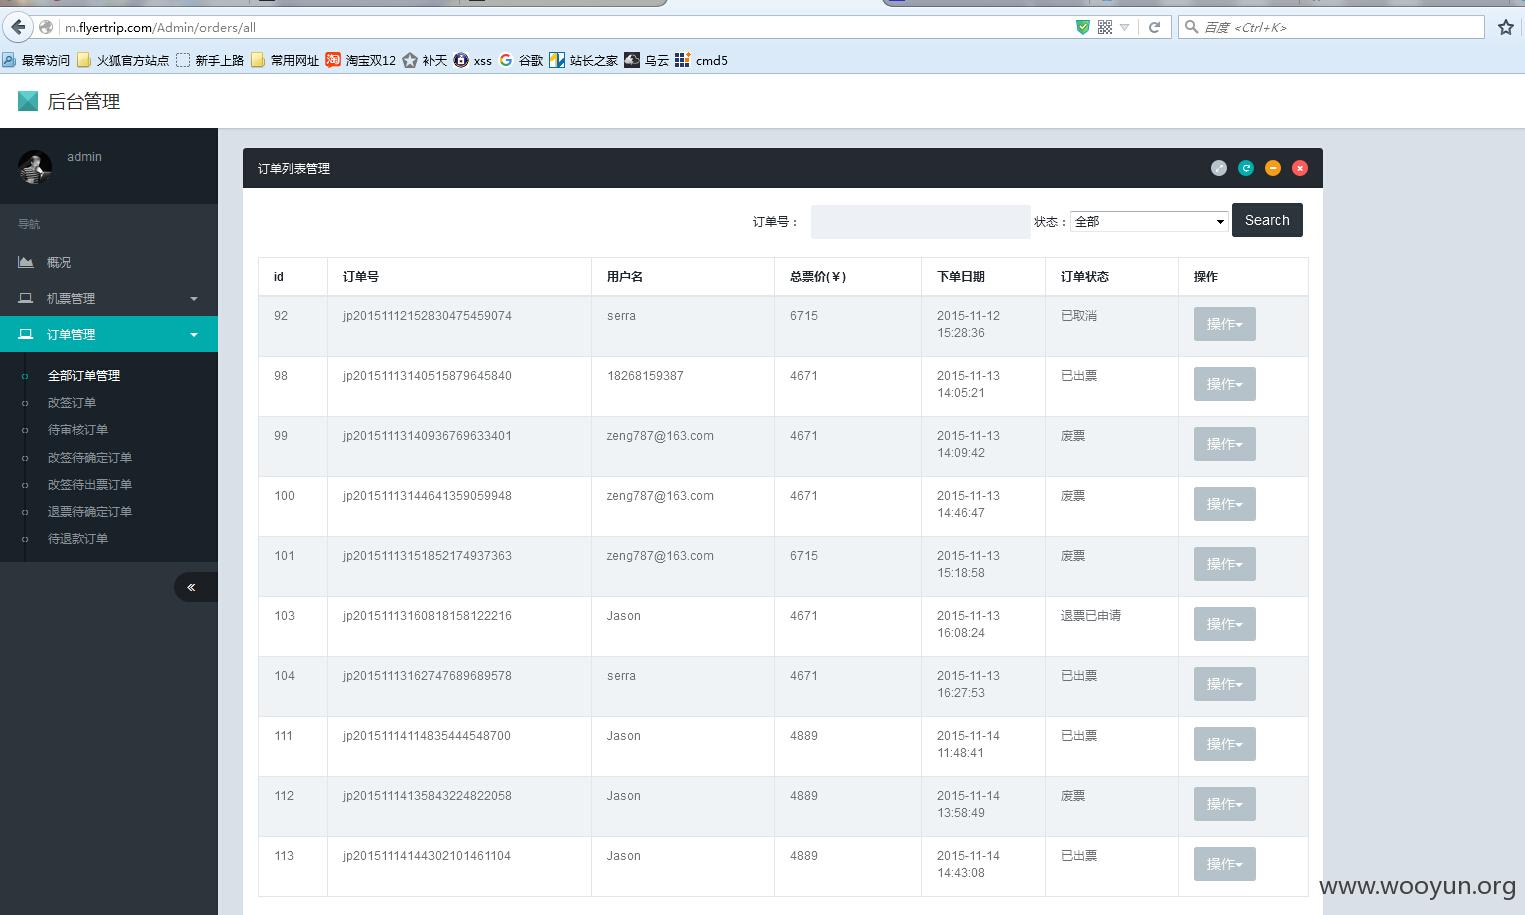 m.flyertrip.com/Admin/orders/all
百度 <Ctrl+K>
最常访问 火狐官方站点 新手上路 常用网址 淘宝双12 补天 xss 谷歌 站长之家 乌云 cmd5
后台管理
admin
导航
概况
机票管理
订单管理
全部订单管理
改签订单
待审核订单
改签待确定订单
改签待出票订单
退票待确定订单
待退款订单
订单列表管理
订单号： 状态：全部 Search
id 订单号 用户名 总票价(￥) 下单日期 订单状态 操作
92 jp20151112152830475459074 serra 6715 2015-11-12 已取消 操作
15:28:36
98 jp20151113140515879645840 18268159387 4671 2015-11-13 已出票 操作
14:05:21
99 jp20151113140936769633401 zeng787@163.com 4671 2015-11-13 废票 操作
14:09:42
100 jp20151113144641359059948 zeng787@163.com 4671 2015-11-13 废票 操作
14:46:47
101 jp20151113151852174937363 zeng787@163.com 6715 2015-11-13 废票 操作
15:18:58
103 jp20151113160818158122216 Jason 4671 2015-11-13 退票已申请 操作
16:08:24
104 jp20151113162747689689578 serra 4671 2015-11-13 已出票 操作
16:27:53
111 jp20151114114835444548700 Jason 4889 2015-11-14 已出票 操作
11:48:41
112 jp20151114135843224822058 Jason 4889 2015-11-14 废票 操作
13:58:49
113 jp20151114144302101461104 Jason 4889 2015-11-14 已出票 操作
14:43:08
www.wooyun.org